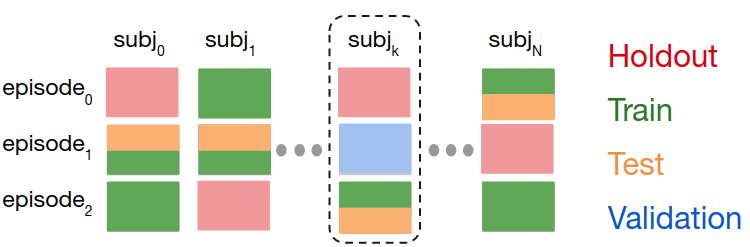 subj0 subj1 subjk subjN
Holdout
episode0
Train
episode1
Test
episode2
Validation